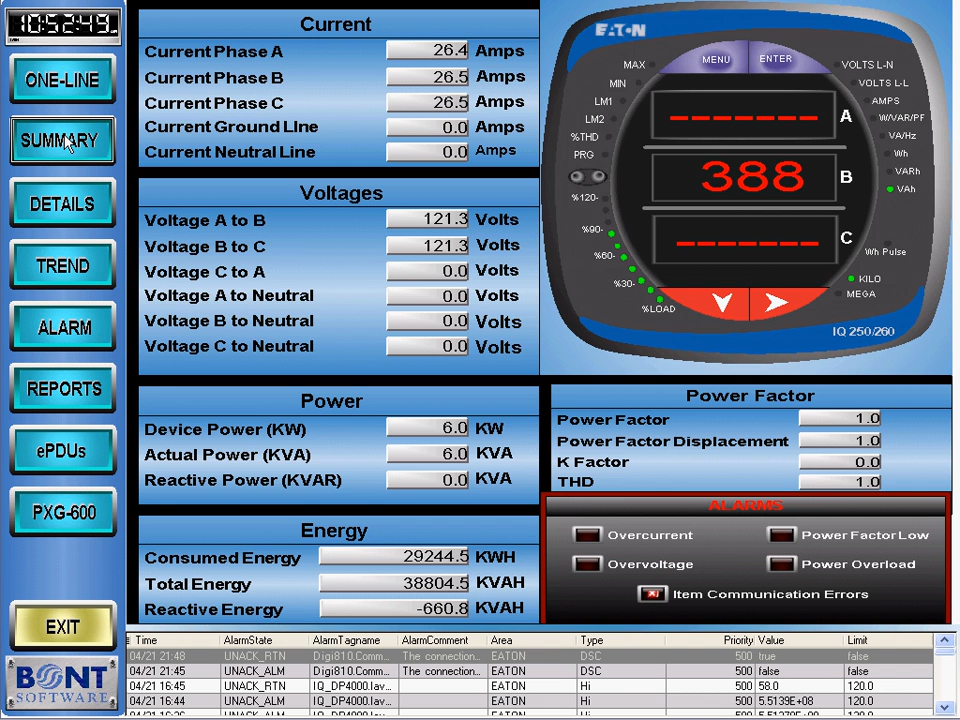 10:52:49
ONE-LINE
SUMMARY
DETAILS
TREND
ALARM
REPORTS
ePDUs
PXG-600
EXIT
BONT
SOFTWARE
Current
Current Phase A 26.4 Amps
Current Phase B 26.5 Amps
Current Phase C 26.5 Amps
Current Ground LIne 0.0 Amps
Current Neutral Line 0.0 Amps
Voltages
Voltage A to B 121.3 Volts
Voltage B to C 121.3 Volts
Voltage C to A 0.0 Volts
Voltage A to Neutral 0.0 Volts
Voltage B to Neutral 0.0 Volts
Voltage C to Neutral 0.0 Volts
Power
Device Power (KW) 6.0 KW
Actual Power (KVA) 6.0 KVA
Reactive Power (KVAR) 0.0 KVA
Energy
Consumed Energy 29244.5 KWH
Total Energy 38804.5 KVAH
Reactive Energy -660.8 KVAH
EATON
MENU ENTER
MAX
MIN
LM1
LM2
%THD
PRG
%120-
%90-
%60-
%30-
%LOAD
------- A
388 B
------- C
VOLTS L-N
VOLTS L-L
AMPS
W/VAR/PF
VA/Hz
Wh
VARh
VAh
Wh Pulse
KILO
MEGA
IQ 250/260
Power Factor
Power Factor 1.0
Power Factor Displacement 1.0
K Factor 0.0
THD 1.0
ALARMS
Overcurrent Power Factor Low
Overvoltage Power Overload
Item Communication Errors
Time AlarmState AlarmTagname AlarmComment Area Type Priority Value Limit
04/21 21:48 UNACK_RTN Digi810.Comm... The connection... EATON DSC 500 true false
04/21 21:45 UNACK_ALM Digi810.Comm... The connection... EATON DSC 500 false false
04/21 16:45 UNACK_RTN IQ_DP4000.Iav... EATON Hi 500 58.0 120.0
04/21 16:44 UNACK_ALM IQ_DP4000.Iav... EATON Hi 500 5.5139E+08 120.0